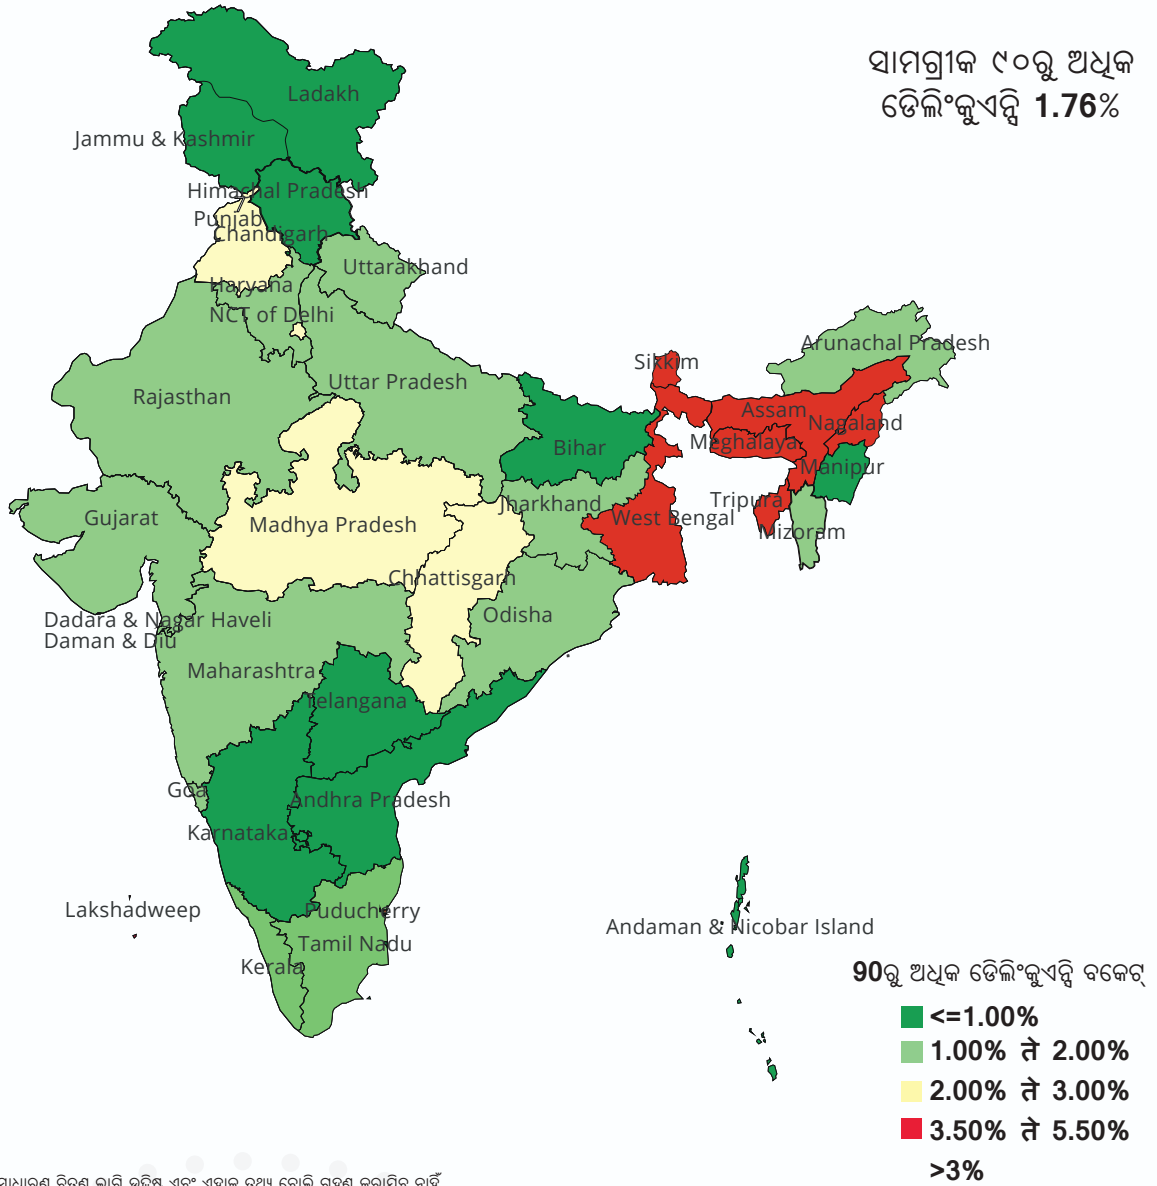 ସାମଗ୍ରୀକ ୯୦ରୁ ଅଧିକ
ଡେଲିଂକୁଏନ୍ସି 1.76%
Ladakh
Jammu & Kashmir
Himachal Pradesh
Punjab
Chandigarh
Uttarakhand
Haryana
NCT of Delhi
Arunachal Pradesh
Sikkim
Uttar Pradesh
Rajasthan
Assam
Nagaland
Meghalaya
Bihar
Manipur
Jharkhand
Tripura
Gujarat
West Bengal
Madhya Pradesh
Mizoram
Chhattisgarh
Odisha
Dadara & Nagar Haveli
Daman & Diu
Maharashtra
Telangana
Goa
Andhra Pradesh
Karnataka
Lakshadweep
Puducherry
Andaman & Nicobar Island
Tamil Nadu
Kerala
90ରୁ ଅଧିକ ଡେଲିଂକୁଏନ୍ସି ବକେଟ୍
<=1.00%
1.00% ते 2.00%
2.00% ते 3.00%
3.50% ते 5.50%
>3%